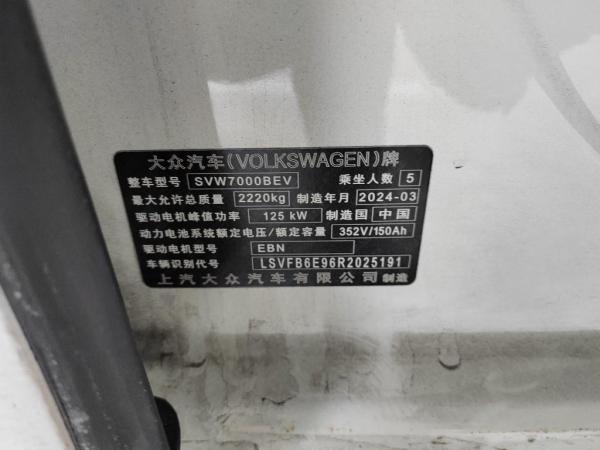 大众汽车(VOLKSWAGEN)牌
整车型号 SVW7000BEV 乘坐人数 5
最大允许总质量 2220kg 制造年月 2024-03
驱动电机峰值功率 125 kW 制造国 中国
动力电池系统额定电压/额定容量 352V/150Ah
驱动电机型号 EBN
车辆识别代号 LSVFB6E96R2025191
上汽大众汽车有限公司 制造